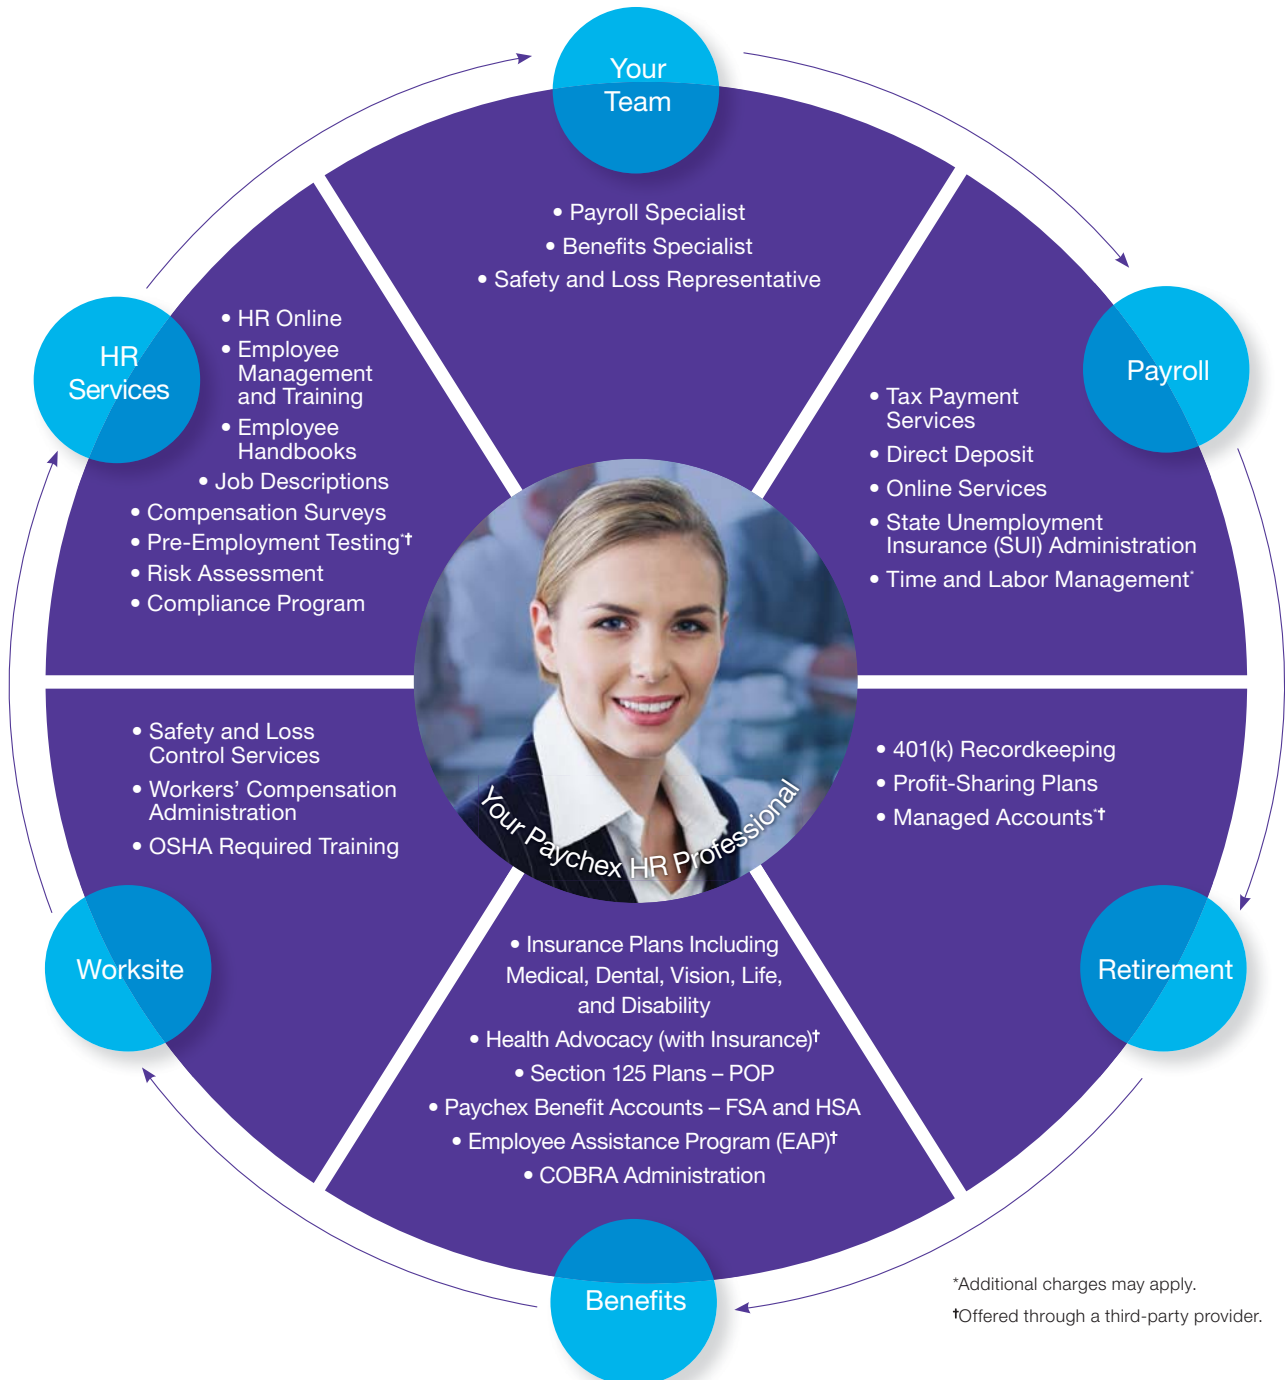 Your
Team
• Payroll Specialist
• Benefits Specialist
• Safety and Loss Representative
Payroll
• Tax Payment
Services
• Direct Deposit
• Online Services
• State Unemployment
Insurance (SUI) Administration
• Time and Labor Management*
Retirement
• 401(k) Recordkeeping
• Profit-Sharing Plans
• Managed Accounts*†
Benefits
• Insurance Plans Including
Medical, Dental, Vision, Life,
and Disability
• Health Advocacy (with Insurance)†
• Section 125 Plans – POP
• Paychex Benefit Accounts – FSA and HSA
• Employee Assistance Program (EAP)†
• COBRA Administration
Worksite
• Safety and Loss
Control Services
• Workers’ Compensation
Administration
• OSHA Required Training
HR
Services
• HR Online
• Employee
Management
and Training
• Employee
Handbooks
• Job Descriptions
• Compensation Surveys
• Pre-Employment Testing*†
• Risk Assessment
• Compliance Program
Your Paychex HR Professional
*Additional charges may apply.
†Offered through a third-party provider.